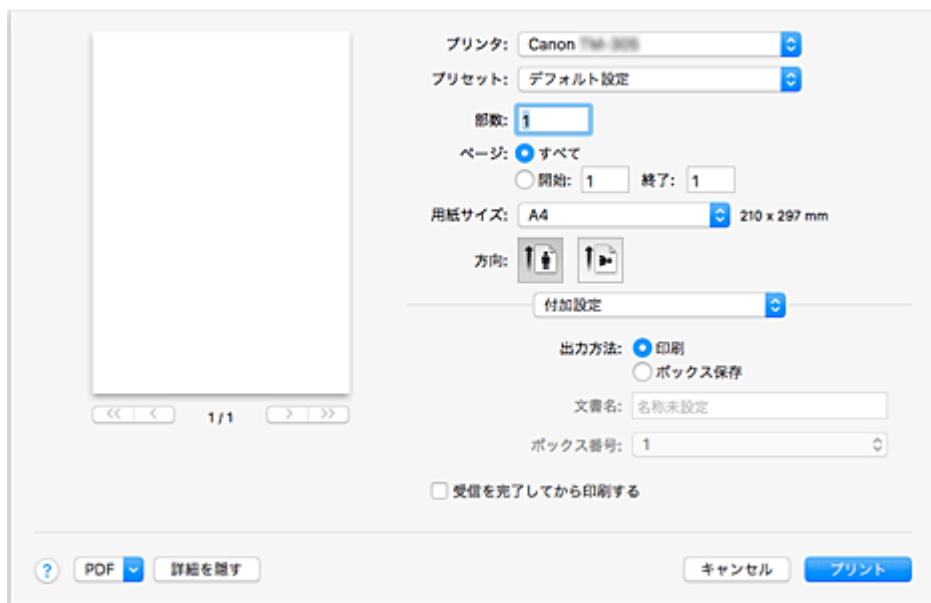 プリンタ: Canon
プリセット: デフォルト設定
部数: 1
ページ: すべて
開始: 1 終了: 1
用紙サイズ: A4 210 x 297 mm
方向:
付加設定
出力方法: 印刷
ボックス保存
文書名: 名称未設定
ボックス番号: 1
<< < 1 / 1 > >>
受信を完了してから印刷する
? PDF 詳細を隠す キャンセル プリント